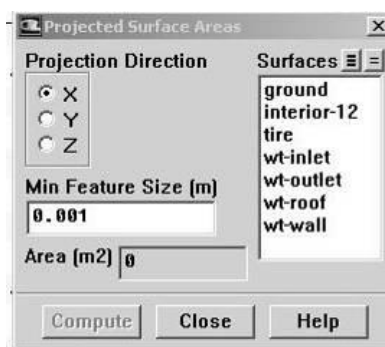 Projected Surface Areas
Projection Direction
X
Y
Z
Min Feature Size (m)
0.001
Area (m2) 0
Surfaces
ground
interior-12
tire
wt-inlet
wt-outlet
wt-roof
wt-wall
Compute Close Help